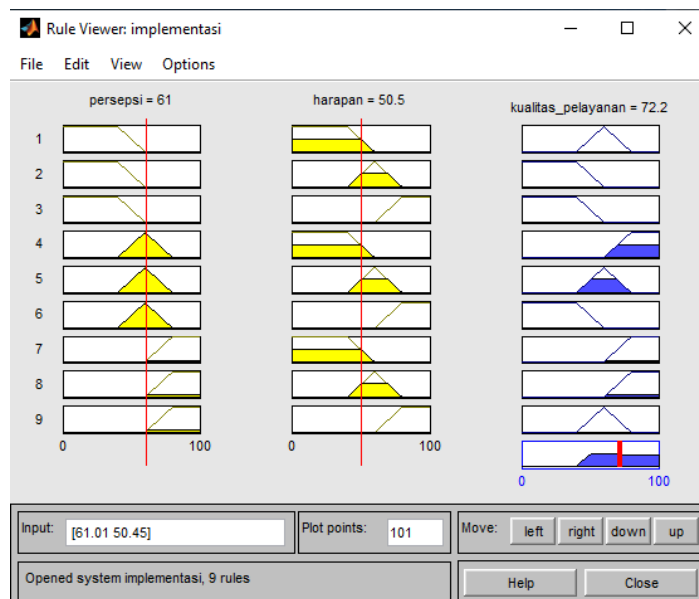 Rule Viewer: implementasi
File Edit View Options
persepsi = 61
harapan = 50.5
kualitas_pelayanan = 72.2
1
2
3
4
5
6
7
8
9
0 100
0 100
0 100
Input: [61.01 50.45]
Plot points: 101
Move: left right down up
Opened system implementasi, 9 rules
Help Close